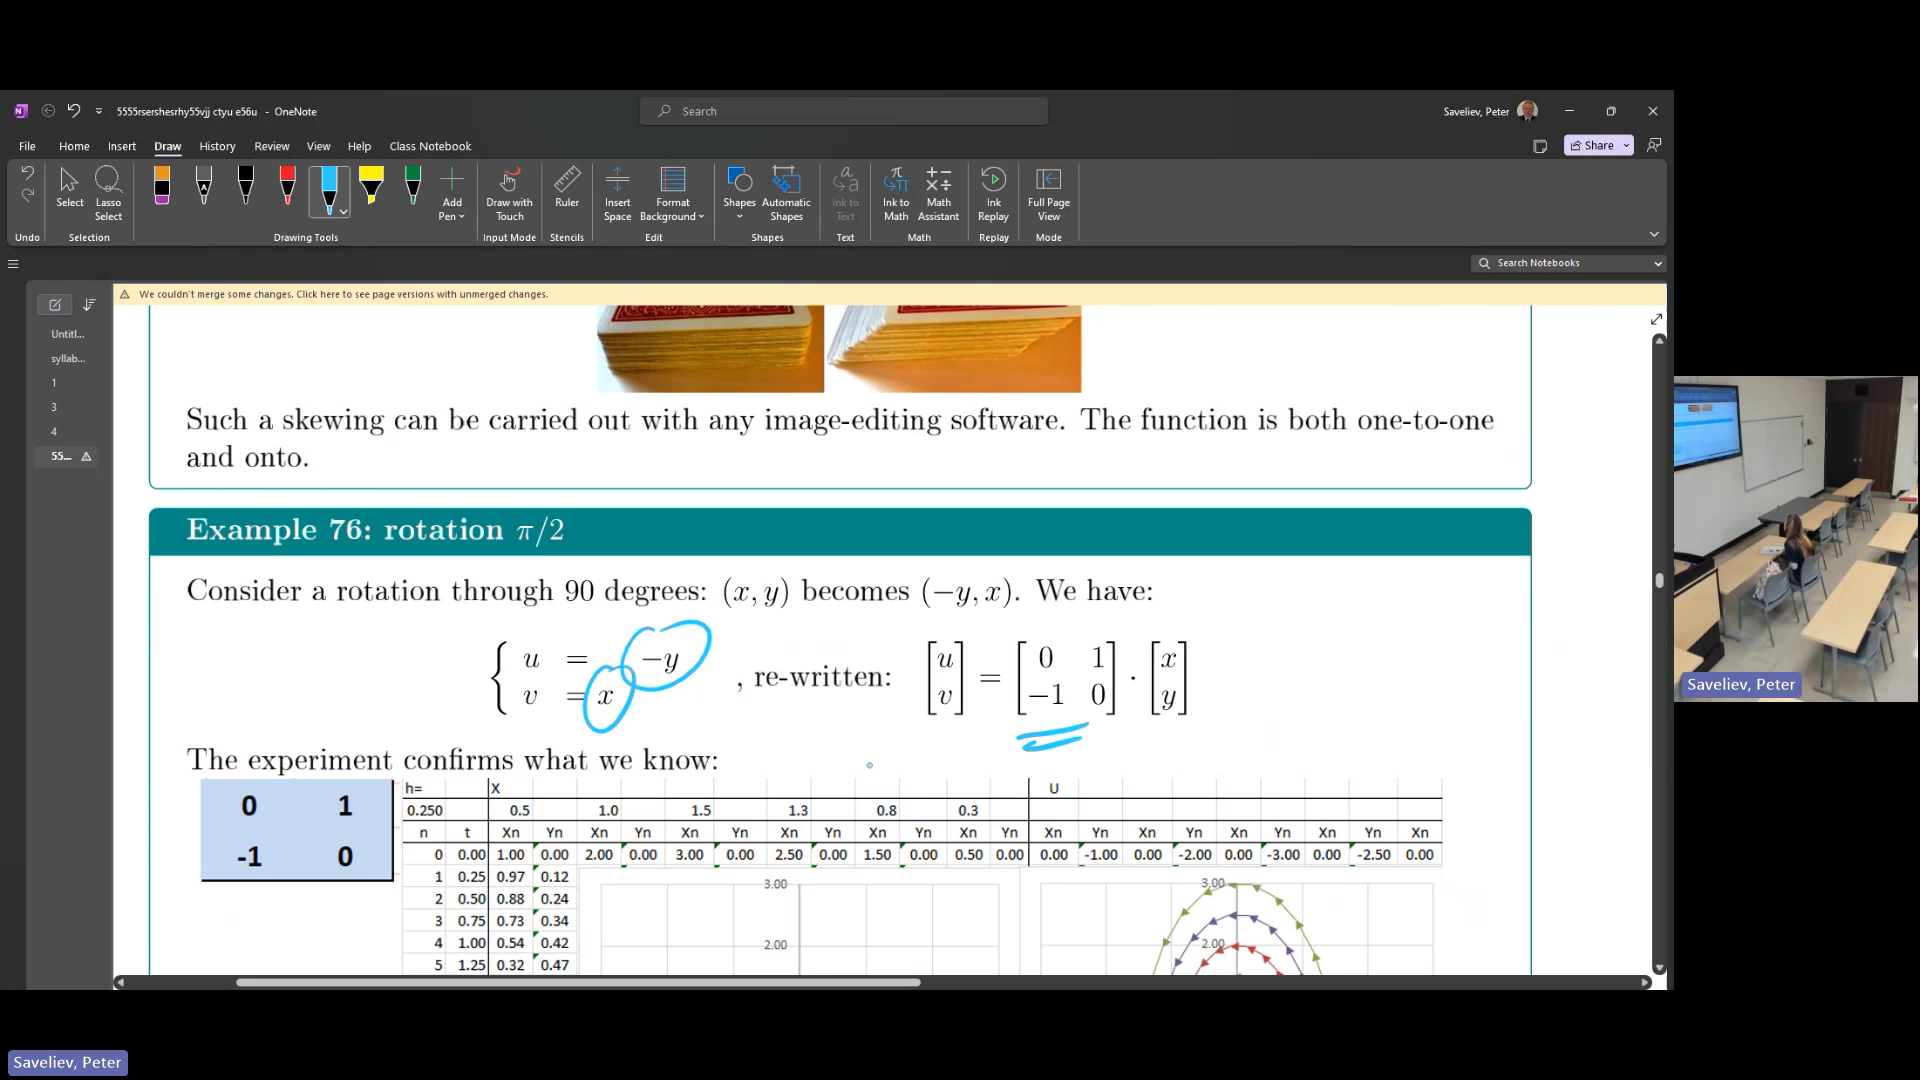 5555rsershesrhy55vjj ctyu e56u - OneNote
Search
Saveliev, Peter
File Home Insert Draw History Review View Help Class Notebook
Share
Select
Lasso Select
Add Pen
Draw with Touch
Ruler
Insert Space
Format Background
Shapes
Automatic Shapes
Ink to Text
Ink to Math
Math Assistant
Ink Replay
Full Page View
Undo Selection Drawing Tools Input Mode Stencils Edit Shapes Text Math Replay Mode
Search Notebooks
We couldn't merge some changes. Click here to see page versions with unmerged changes.
Untitl...
syllab...
1
3
4
55...
Such a skewing can be carried out with any image-editing software. The function is both one-to-one
and onto.
Example 76: rotation π/2
Consider a rotation through 90 degrees: (x, y) becomes (−y, x). We have:
{ u = −y
v = x
, re-written: [u v] = [0 1 −1 0] · [x y]
The experiment confirms what we know:
0 1
-1 0
h= X U
0.250 0.5 1.0 1.5 1.3 0.8 0.3
n t Xn Yn Xn Yn Xn Yn Xn Yn Xn Yn Xn Yn Xn Yn Xn Yn Xn Yn Xn Yn Xn
0 0.00 1.00 0.00 2.00 0.00 3.00 0.00 2.50 0.00 1.50 0.00 0.50 0.00 0.00 -1.00 0.00 -2.00 0.00 -3.00 0.00 -2.50 0.00
1 0.25 0.97 0.12
2 0.50 0.88 0.24
3 0.75 0.73 0.34
4 1.00 0.54 0.42
5 1.25 0.32 0.47
3.00
2.00
3.00
2.00
Saveliev, Peter
Saveliev, Peter